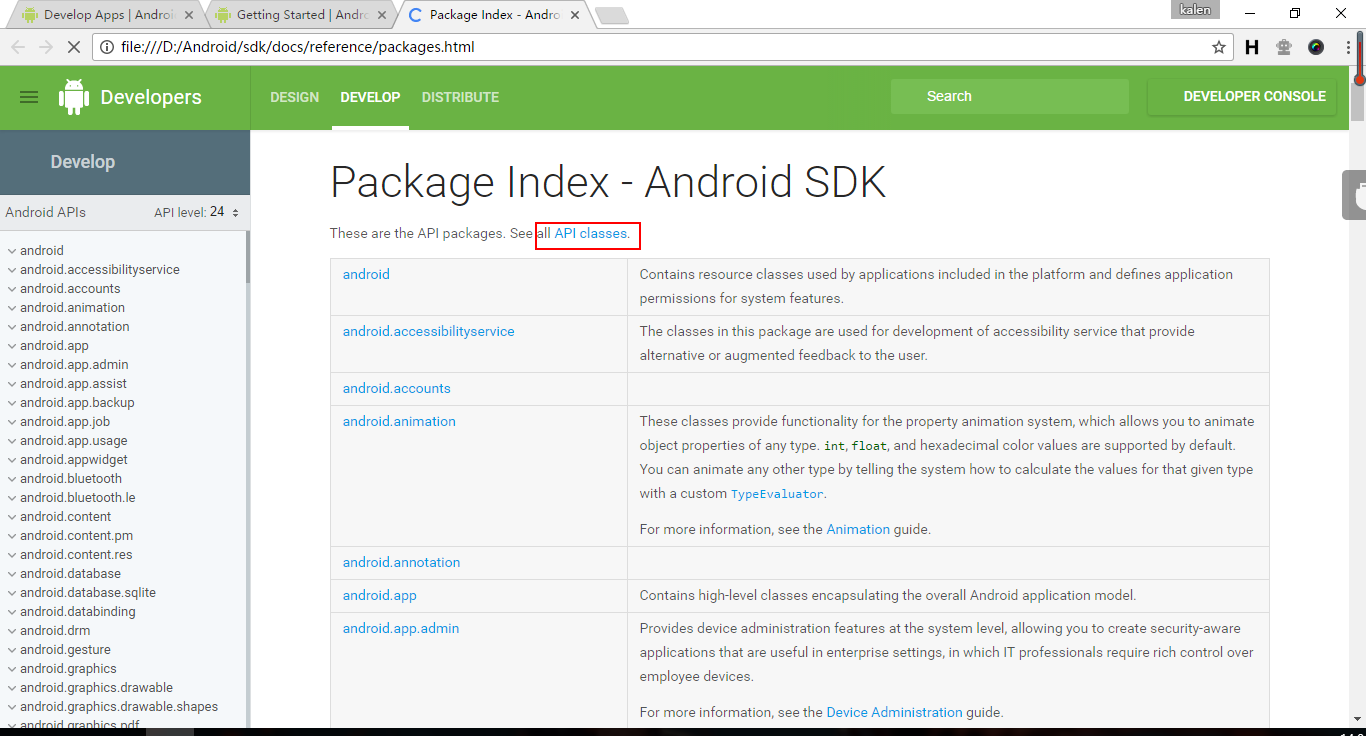 Develop Apps | Androi
Getting Started | Andro
Package Index - Andro
kalen
file:///D:/Android/sdk/docs/reference/packages.html
H
Developers
DESIGN
DEVELOP
DISTRIBUTE
Search
DEVELOPER CONSOLE
Develop
Android APIs
API level: 24
android
android.accessibilityservice
android.accounts
android.animation
android.annotation
android.app
android.app.admin
android.app.assist
android.app.backup
android.app.job
android.app.usage
android.appwidget
android.bluetooth
android.bluetooth.le
android.content
android.content.pm
android.content.res
android.database
android.database.sqlite
android.databinding
android.drm
android.gesture
android.graphics
android.graphics.drawable
android.graphics.drawable.shapes
android.graphics.pdf
Package Index - Android SDK
These are the API packages. See all API classes.
android
Contains resource classes used by applications included in the platform and defines application
permissions for system features.
android.accessibilityservice
The classes in this package are used for development of accessibility service that provide
alternative or augmented feedback to the user.
android.accounts
android.animation
These classes provide functionality for the property animation system, which allows you to animate
object properties of any type. int, float, and hexadecimal color values are supported by default.
You can animate any other type by telling the system how to calculate the values for that given type
with a custom TypeEvaluator.
For more information, see the Animation guide.
android.annotation
android.app
Contains high-level classes encapsulating the overall Android application model.
android.app.admin
Provides device administration features at the system level, allowing you to create security-aware
applications that are useful in enterprise settings, in which IT professionals require rich control over
employee devices.
For more information, see the Device Administration guide.